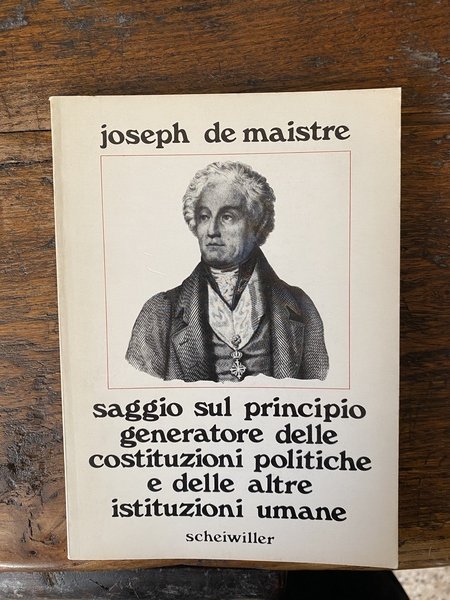 joseph de maistre
saggio sul principio
generatore delle
costituzioni politiche
e delle altre
istituzioni umane
scheiwiller